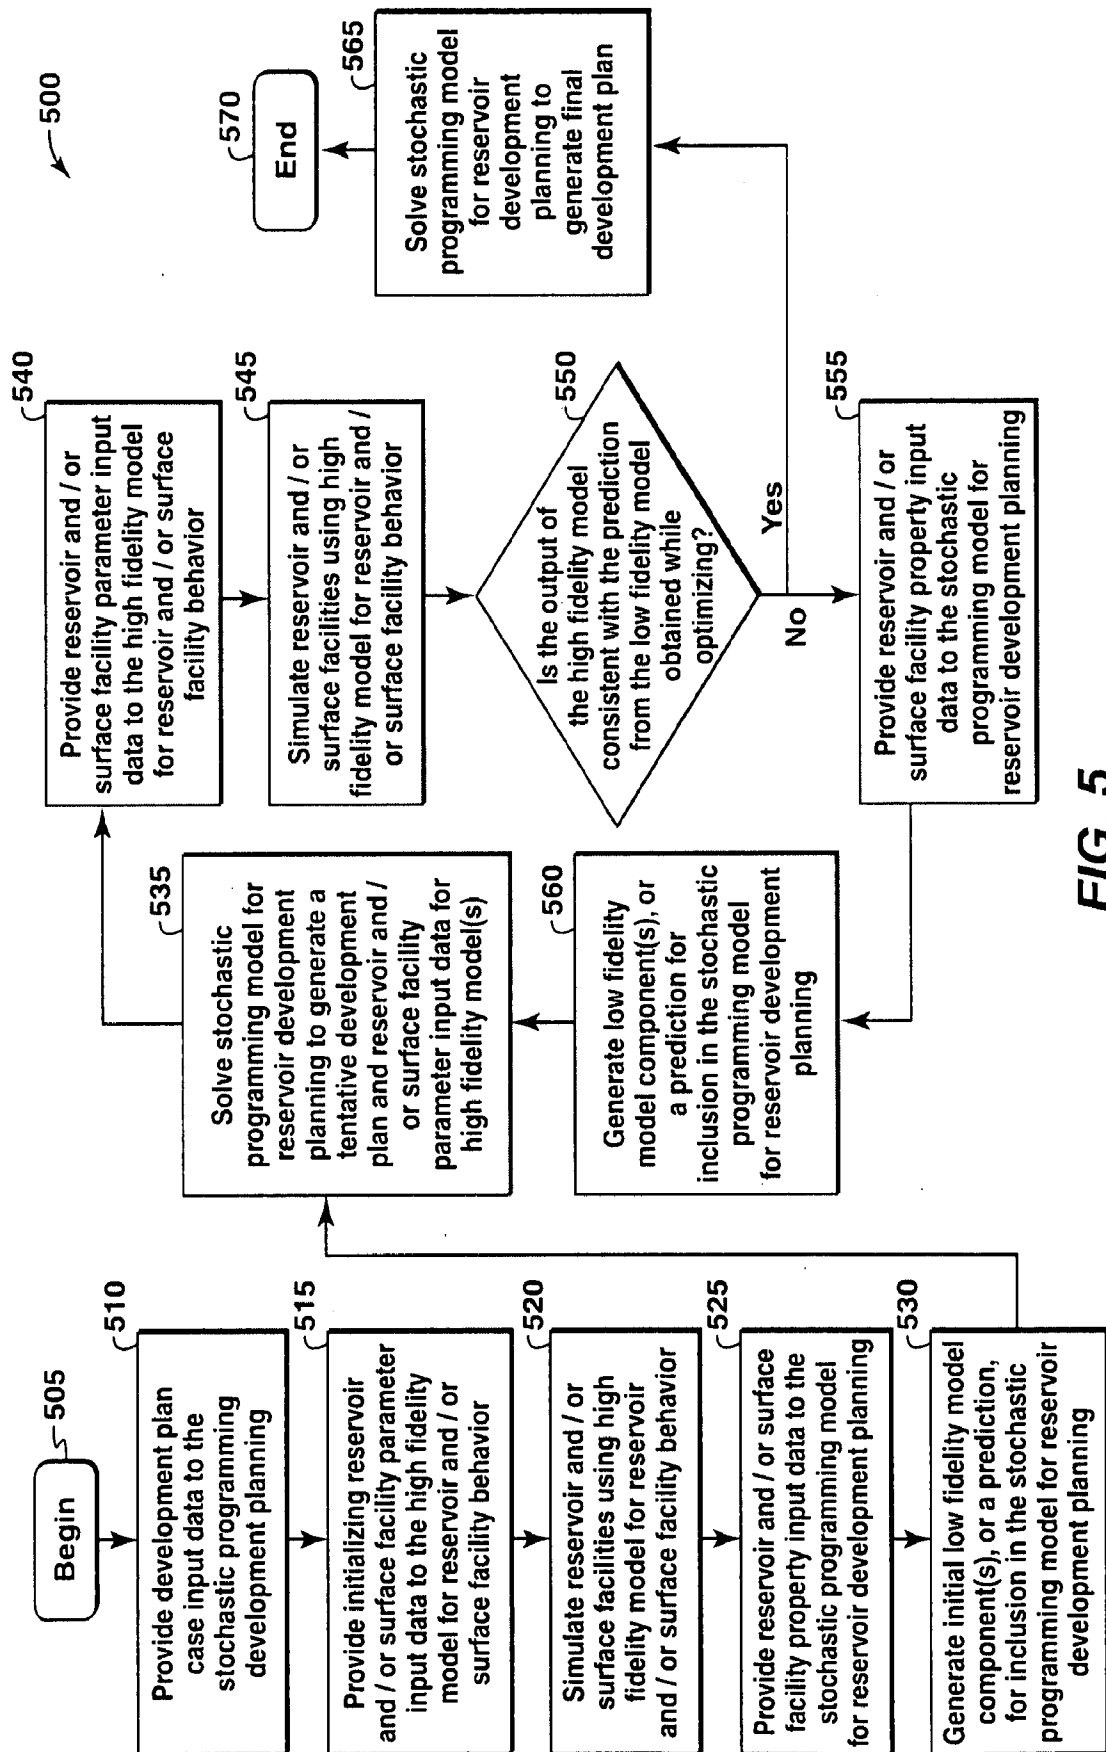 500
505
Begin
510
Provide development plan
case input data to the
stochastic programming
development planning
515
Provide initializing reservoir
and / or surface facility parameter
input data to the high fidelity
model for reservoir and / or
surface facility behavior
520
Simulate reservoir and / or
surface facilities using high
fidelity model for reservoir
and / or surface facility behavior
525
Provide reservoir and / or surface
facility property input data to the
stochastic programming model
for reservoir development planning
530
Generate initial low fidelity model
component(s), or a prediction,
for inclusion in the stochastic
programming model for reservoir
development planning
535
Solve stochastic
programming model for
reservoir development
planning to generate a
tentative development
plan and reservoir and /
or surface facility
parameter input data for
high fidelity model(s)
560
Generate low fidelity
model component(s), or
a prediction for
inclusion in the stochastic
programming model
for reservoir development
planning
540
Provide reservoir and / or
surface facility parameter input
data to the high fidelity model
for reservoir and / or surface
facility behavior
545
Simulate reservoir and / or
surface facilities using high
fidelity model for reservoir and /
or surface facility behavior
550
Is the output of
the high fidelity model
consistent with the prediction
from the low fidelity model
obtained while
optimizing?
No
Yes
555
Provide reservoir and / or
surface facility property input
data to the stochastic
programming model for
reservoir development planning
565
Solve stochastic
programming model
for reservoir
development
planning to
generate final
development plan
570
End
FIG. 5